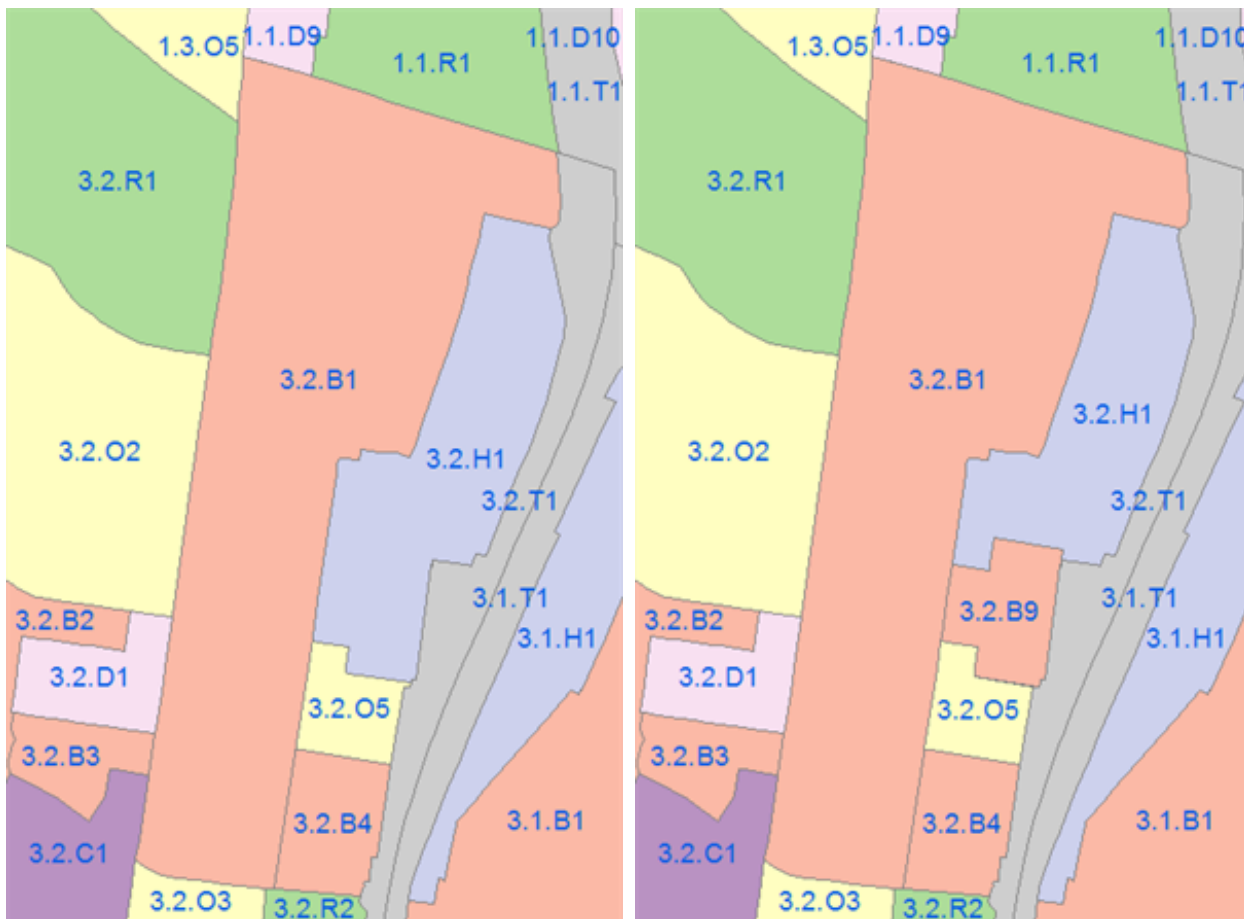 1.3.O5
1.1.D9
1.1.R1
1.1.D10
1.1.T1
3.2.R1
3.2.B1
3.2.O2
3.2.H1
3.2.T1
3.1.T1
3.1.H1
3.2.B2
3.2.D1
3.2.O5
3.2.B3
3.2.B4
3.1.B1
3.2.C1
3.2.O3
3.2.R2
1.3.O5
1.1.D9
1.1.R1
1.1.D10
1.1.T1
3.2.R1
3.2.B1
3.2.H1
3.2.O2
3.2.T1
3.1.T1
3.2.B9
3.1.H1
3.2.B2
3.2.D1
3.2.O5
3.2.B3
3.2.B4
3.1.B1
3.2.C1
3.2.O3
3.2.R2